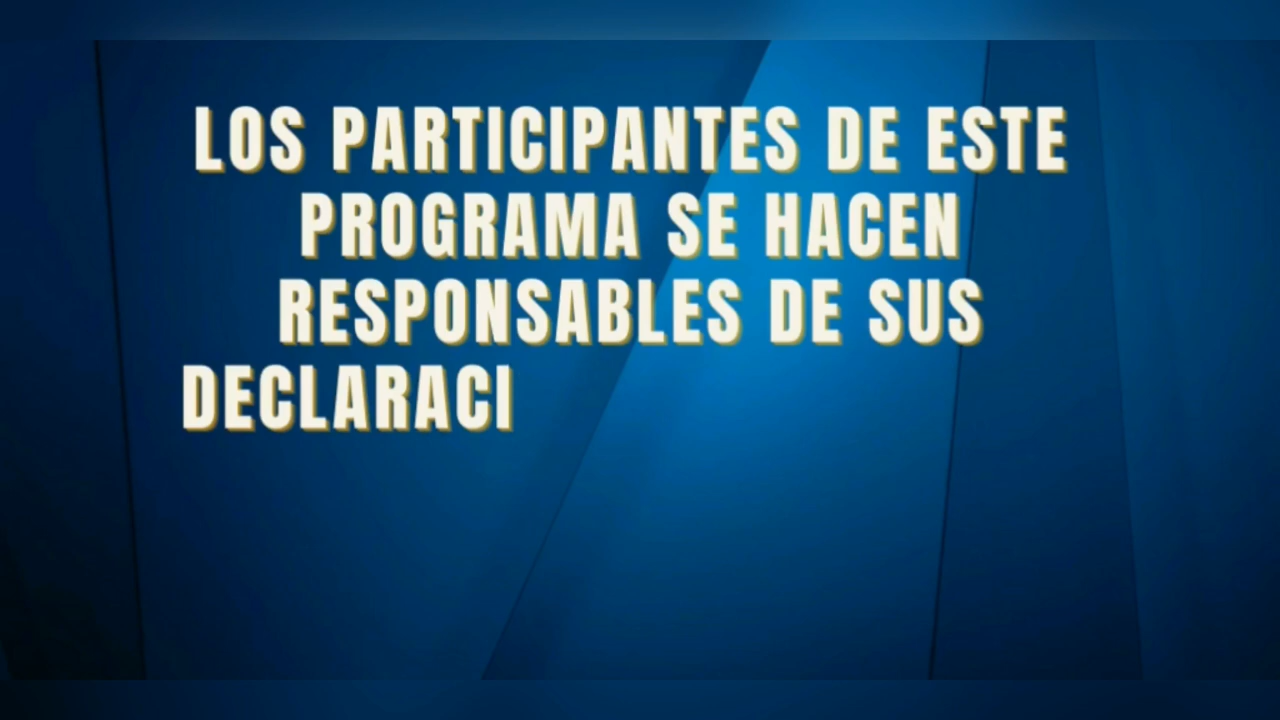 LOS PARTICIPANTES DE ESTE
PROGRAMA SE HACEN
RESPONSABLES DE SUS
DECLARACI